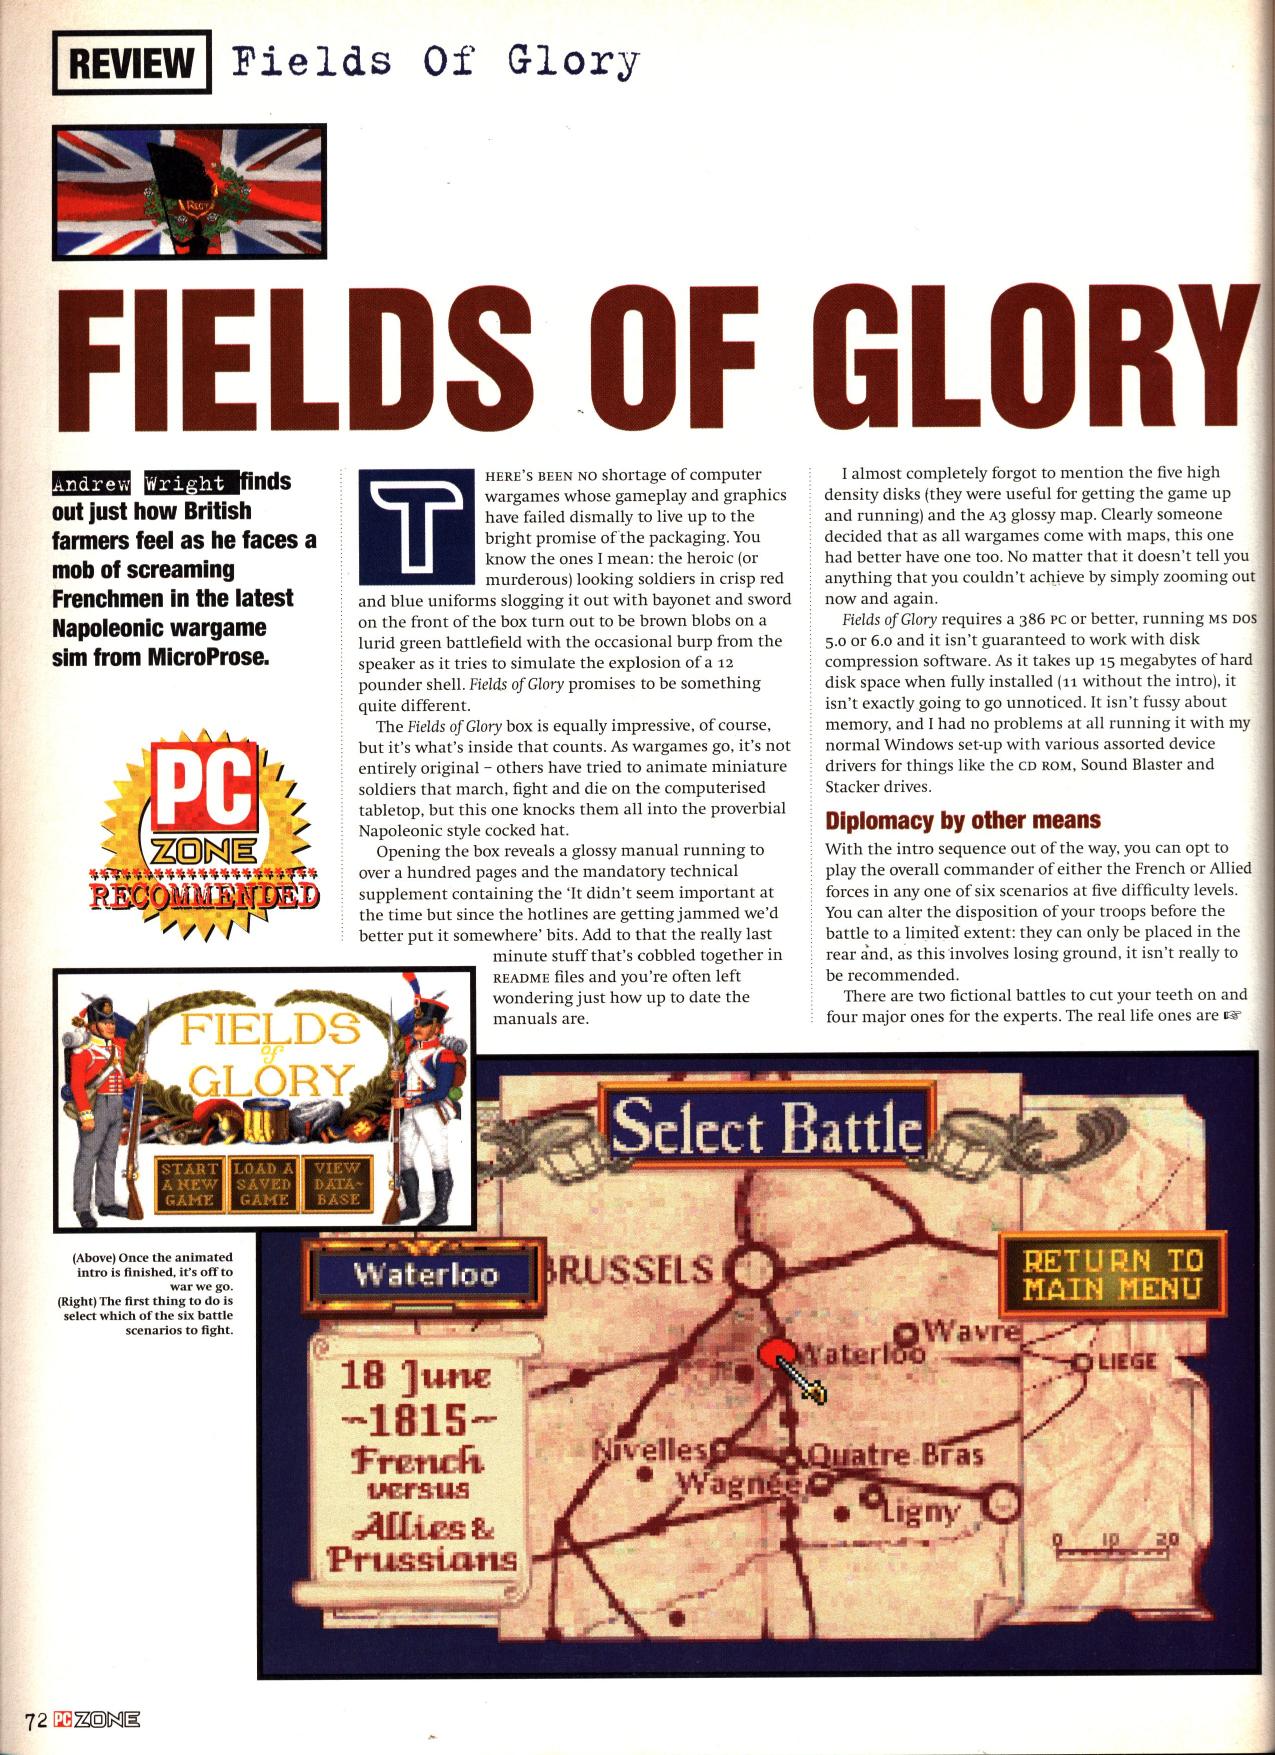 REVIEW Fields Of Glory
REGT
FIELDS OF GLORY
Andrew Wright finds
out just how British
farmers feel as he faces a
mob of screaming
Frenchmen in the latest
Napoleonic wargame
sim from MicroProse.
PC
ZONE
RECOMMENDED
THERE'S BEEN NO shortage of computer
wargames whose gameplay and graphics
have failed dismally to live up to the
bright promise of the packaging. You
know the ones I mean: the heroic (or
murderous) looking soldiers in crisp red
and blue uniforms slogging it out with bayonet and sword
on the front of the box turn out to be brown blobs on a
lurid green battlefield with the occasional burp from the
speaker as it tries to simulate the explosion of a 12
pounder shell. Fields of Glory promises to be something
quite different.
The Fields of Glory box is equally impressive, of course,
but it's what's inside that counts. As wargames go, it's not
entirely original – others have tried to animate miniature
soldiers that march, fight and die on the computerised
tabletop, but this one knocks them all into the proverbial
Napoleonic style cocked hat.
Opening the box reveals a glossy manual running to
over a hundred pages and the mandatory technical
supplement containing the 'It didn't seem important at
the time but since the hotlines are getting jammed we'd
better put it somewhere' bits. Add to that the really last
minute stuff that's cobbled together in
README files and you're often left
wondering just how up to date the
manuals are.
I almost completely forgot to mention the five high
density disks (they were useful for getting the game up
and running) and the A3 glossy map. Clearly someone
decided that as all wargames come with maps, this one
had better have one too. No matter that it doesn't tell you
anything that you couldn't achieve by simply zooming out
now and again.
Fields of Glory requires a 386 PC or better, running MS DOS
5.0 or 6.0 and it isn't guaranteed to work with disk
compression software. As it takes up 15 megabytes of hard
disk space when fully installed (11 without the intro), it
isn't exactly going to go unnoticed. It isn't fussy about
memory, and I had no problems at all running it with my
normal Windows set-up with various assorted device
drivers for things like the CD ROM, Sound Blaster and
Stacker drives.
Diplomacy by other means
With the intro sequence out of the way, you can opt to
play the overall commander of either the French or Allied
forces in any one of six scenarios at five difficulty levels.
You can alter the disposition of your troops before the
battle to a limited extent: they can only be placed in the
rear and, as this involves losing ground, it isn't really to
be recommended.
There are two fictional battles to cut your teeth on and
four major ones for the experts. The real life ones are ☞
FIELDS
of
GLORY
START
A NEW
GAME
LOAD A
SAVED
GAME
VIEW
DATA-
BASE
(Above) Once the animated
intro is finished, it's off to
war we go.
(Right) The first thing to do is
select which of the six battle
scenarios to fight.
Select Battle
Waterloo
BRUSSELS
RETURN TO
MAIN MENU
Wavre
Waterloo
LIEGE
18 June
~1815~
French
versus
Allies &
Prussians
Nivelles
Quatre Bras
Wagnée
Ligny
0 10 20
72 PC ZONE